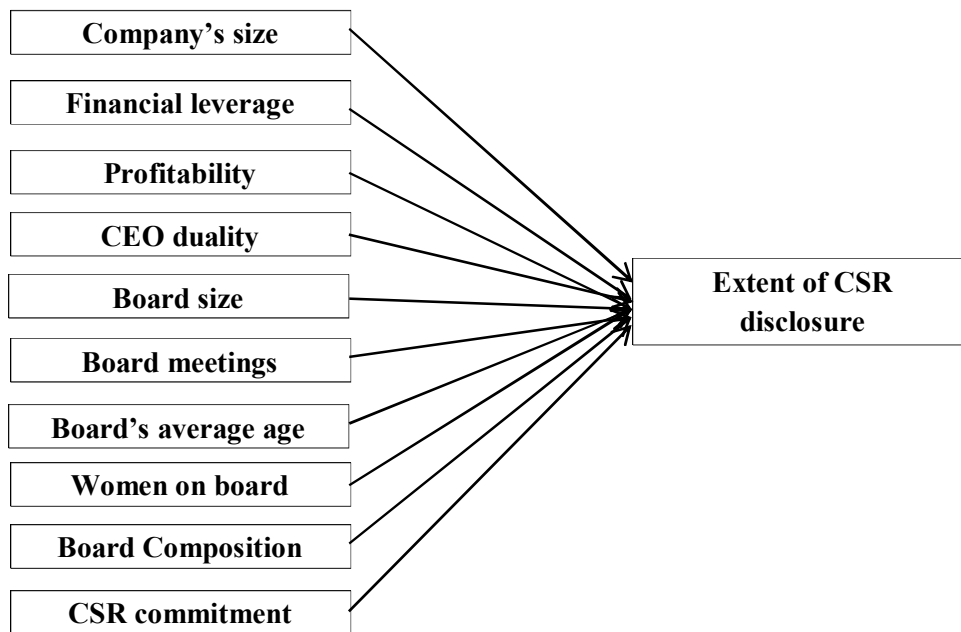 Company’s size
Financial leverage
Profitability
CEO duality
Board size
Board meetings
Board’s average age
Women on board
Board Composition
CSR commitment
Extent of CSR
disclosure